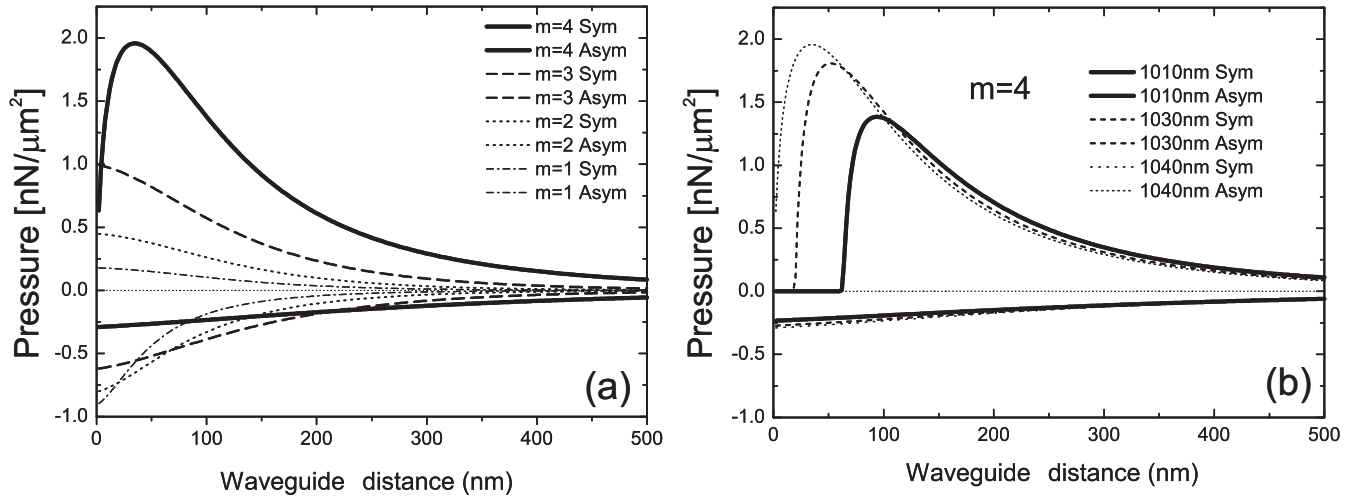 2.0
1.5
1.0
0.5
0.0
-0.5
-1.0
Pressure [nN/µm²]
m=4 Sym
m=4 Asym
m=3 Sym
m=3 Asym
m=2 Sym
m=2 Asym
m=1 Sym
m=1 Asym
(a)
0 100 200 300 400 500
Waveguide distance (nm)
2.0
1.5
1.0
0.5
0.0
-0.5
-1.0
Pressure [nN/µm²]
m=4
1010nm Sym
1010nm Asym
1030nm Sym
1030nm Asym
1040nm Sym
1040nm Asym
(b)
0 100 200 300 400 500
Waveguide distance (nm)